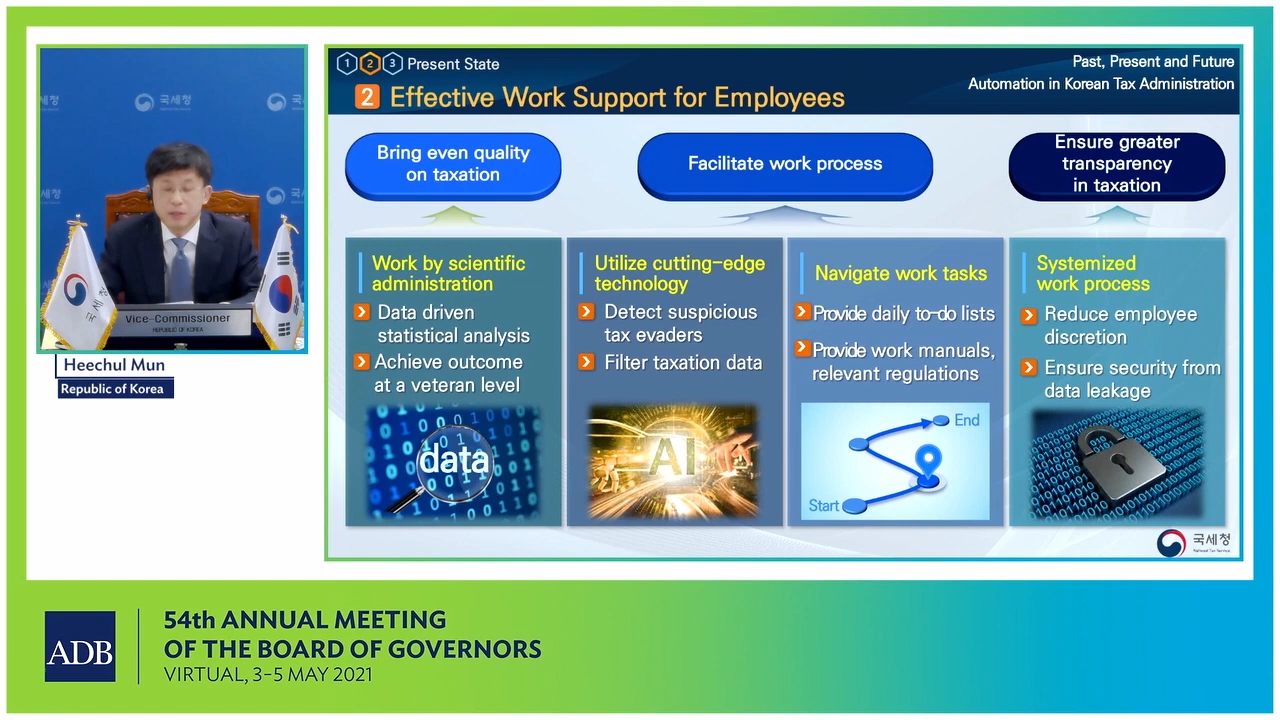 국세청
국세청
국세청
국세청
Vice-Commissioner
REPUBLIC OF KOREA
Heechul Mun
Republic of Korea
1 2 3 Present State
Past, Present and Future
Automation in Korean Tax Administration
2 Effective Work Support for Employees
Bring even quality
on taxation
Facilitate work process
Ensure greater
transparency
in taxation
Work by scientific
administration
Data driven
statistical analysis
Achieve outcome
at a veteran level
data
Utilize cutting-edge
technology
Detect suspicious
tax evaders
Filter taxation data
AI
Navigate work tasks
Provide daily to-do lists
Provide work manuals,
relevant regulations
End
Start
Systemized
work process
Reduce employee
discretion
Ensure security from
data leakage
국세청
National Tax Service
ADB
54th ANNUAL MEETING
OF THE BOARD OF GOVERNORS
VIRTUAL, 3–5 MAY 2021